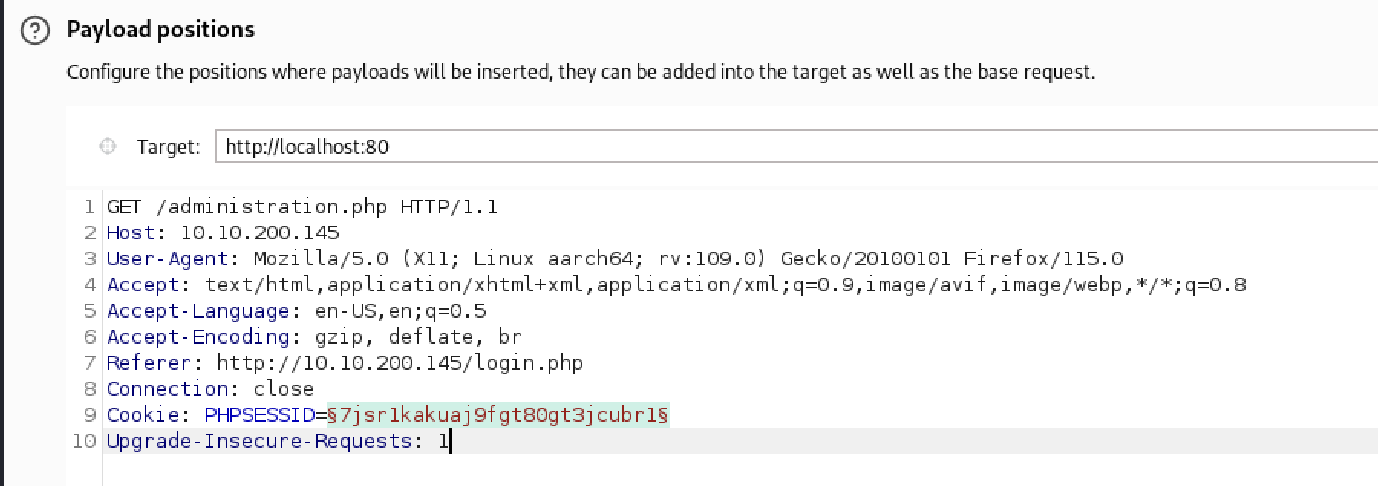 Payload positions
Configure the positions where payloads will be inserted, they can be added into the target as well as the base request.
Target: http://localhost:80
1 GET /administration.php HTTP/1.1
2 Host: 10.10.200.145
3 User-Agent: Mozilla/5.0 (X11; Linux aarch64; rv:109.0) Gecko/20100101 Firefox/115.0
4 Accept: text/html,application/xhtml+xml,application/xml;q=0.9,image/avif,image/webp,*/*;q=0.8
5 Accept-Language: en-US,en;q=0.5
6 Accept-Encoding: gzip, deflate, br
7 Referer: http://10.10.200.145/login.php
8 Connection: close
9 Cookie: PHPSESSID=§7jsr1kakuaj9fgt80gt3jcubr1§
10 Upgrade-Insecure-Requests: 1